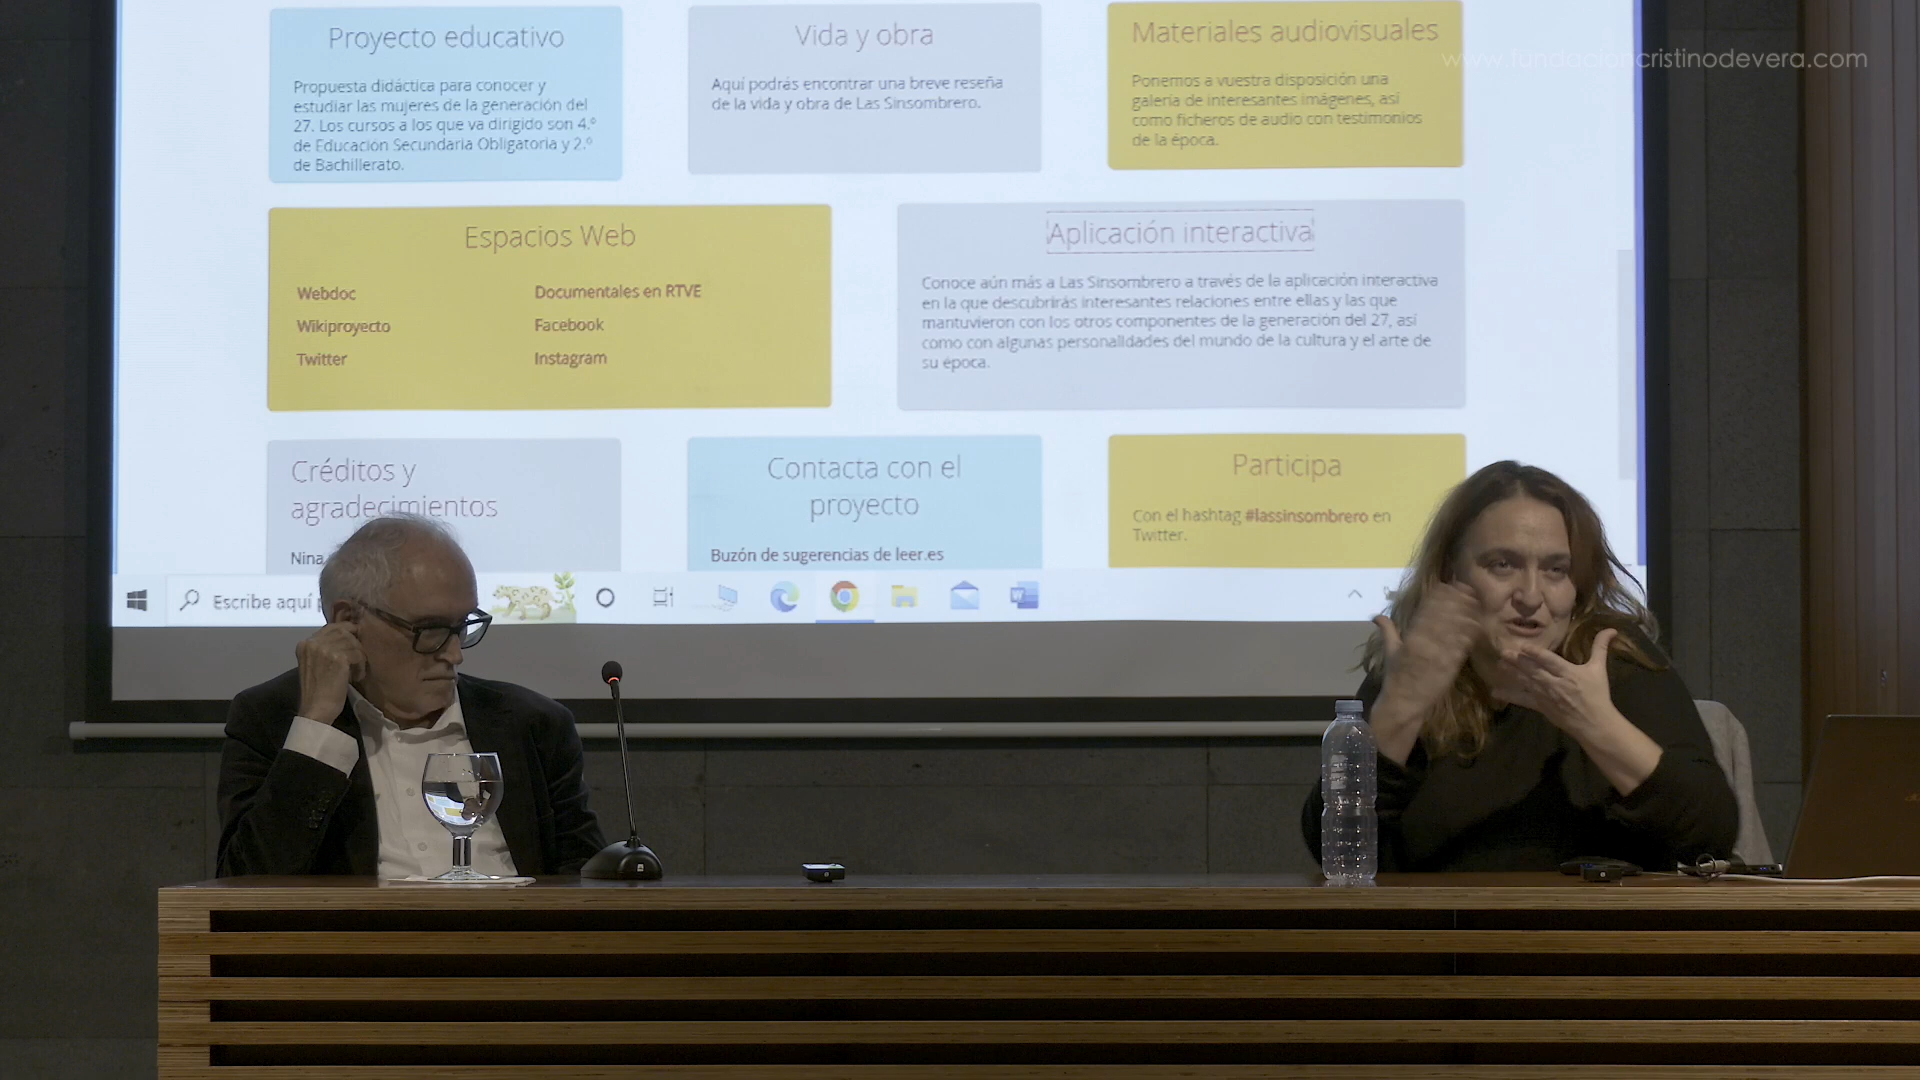 www.fundacioncristinodevera.com
Proyecto educativo
Propuesta didáctica para conocer y
estudiar las mujeres de la generación del
27. Los cursos a los que va dirigido son 4.º
de Educación Secundaria Obligatoria y 2.º
de Bachillerato.
Vida y obra
Aquí podrás encontrar una breve reseña
de la vida y obra de Las Sinsombrero.
Materiales audiovisuales
Ponemos a vuestra disposición una
galería de interesantes imágenes, así
como ficheros de audio con testimonios
de la época.
Espacios Web
Webdoc
Wikiproyecto
Twitter
Documentales en RTVE
Facebook
Instagram
Aplicación interactiva
Conoce aún más a Las Sinsombrero a través de la aplicación interactiva
en la que descubrirás interesantes relaciones entre ellas y las que
mantuvieron con los otros componentes de la generación del 27, así
como con algunas personalidades del mundo de la cultura y el arte de
su época.
Créditos y
agradecimientos
Nina
Contacta con el
proyecto
Buzón de sugerencias de leer.es
Participa
Con el hashtag #lassinsombrero en
Twitter.
Escribe aquí